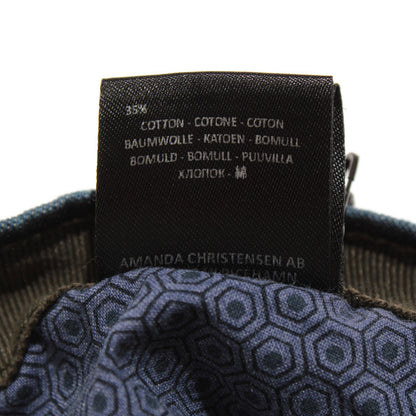 35%
COTTON - COTONE - COTON
BAUMWOLLE - KATOEN - BOMULL
BOMULD - BOMULL - PUUVILLA
ХЛОПОК - 棉
AMANDA CHRISTENSEN AB